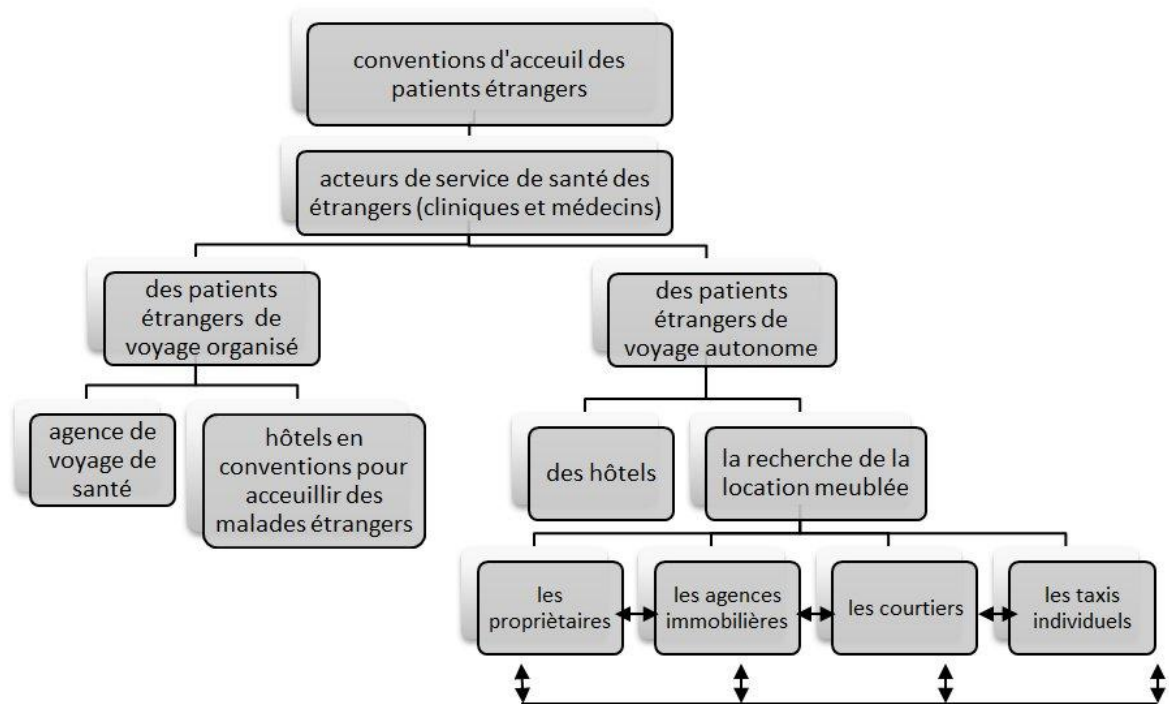 conventions d'acceuil des
patients étrangers
acteurs de service de santé des
étrangers (cliniques et médecins)
des patients
étrangers de
voyage organisé
des patients
étrangers de
voyage autonome
agence de
voyage de
santé
hôtels en
conventions pour
acceuillir des
malades étrangers
des hôtels
la recherche de la
location meublée
les
propriètaires
les agences
immobilières
les courtiers
les taxis
individuels